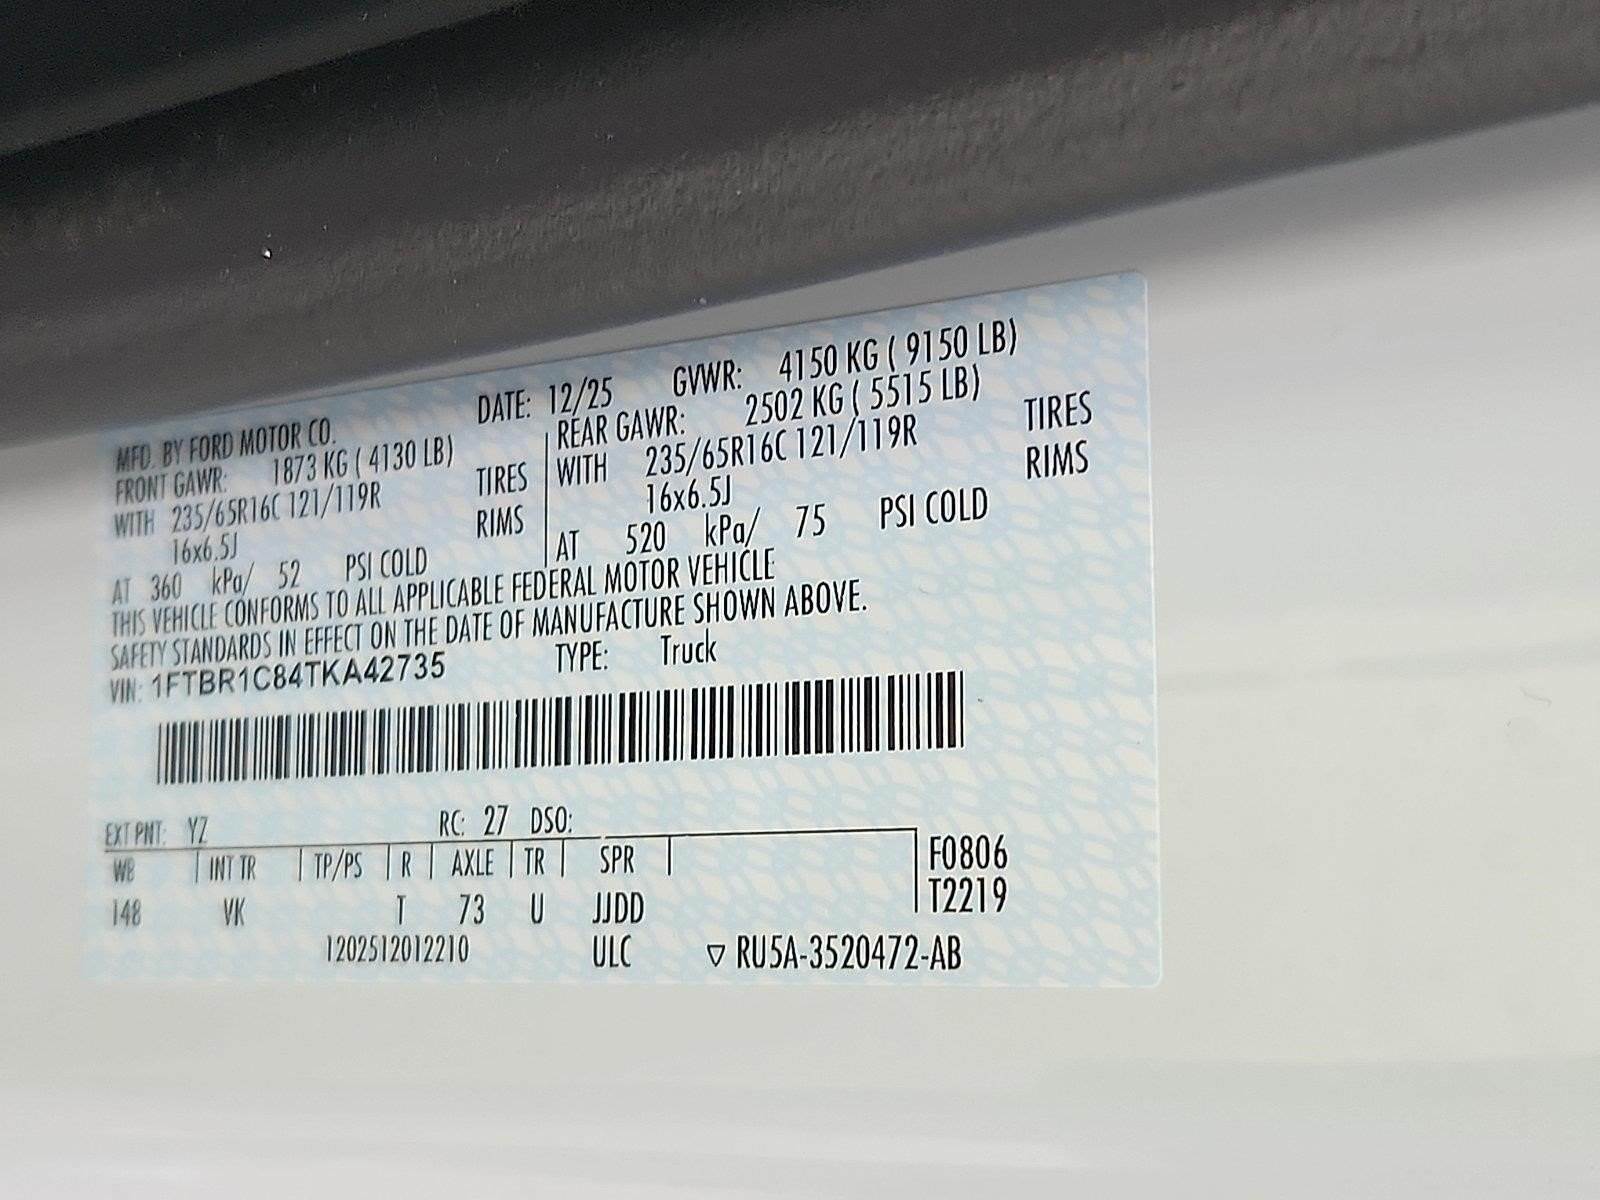 MFD. BY FORD MOTOR CO. DATE: 12/25 GVWR: 4150 KG ( 9150 LB)
FRONT GAWR: 1873 KG ( 4130 LB) REAR GAWR: 2502 KG ( 5515 LB)
WITH 235/65R16C 121/119R TIRES WITH 235/65R16C 121/119R TIRES
16x6.5J RIMS 16x6.5J RIMS
AT 360 kPa/ 52 PSI COLD AT 520 kPa/ 75 PSI COLD
THIS VEHICLE CONFORMS TO ALL APPLICABLE FEDERAL MOTOR VEHICLE
SAFETY STANDARDS IN EFFECT ON THE DATE OF MANUFACTURE SHOWN ABOVE.
VIN: 1FTBR1C84TKA42735 TYPE: Truck
EXT PNT: YZ RC: 27 DSO:
WB INT TR TP/PS R AXLE TR SPR F0806
148 VK T 73 U JJDD T2219
1202512012210 ULC ▽ RU5A-3520472-AB